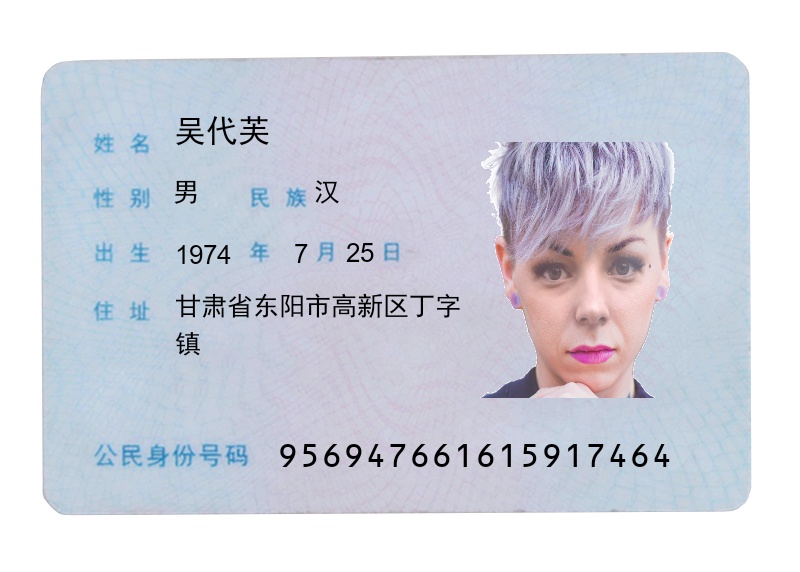 姓名 吴代芙
性别 男 民族 汉
出生 1974 年 7 月 25 日
住址 甘肃省东阳市高新区丁字
镇
公民身份号码 956947661615917464